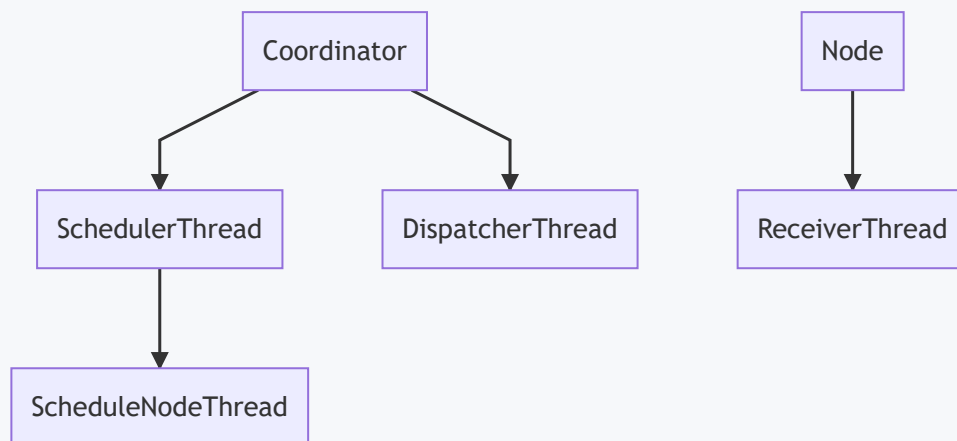 Coordinator
Node
SchedulerThread
DispatcherThread
ReceiverThread
ScheduleNodeThread